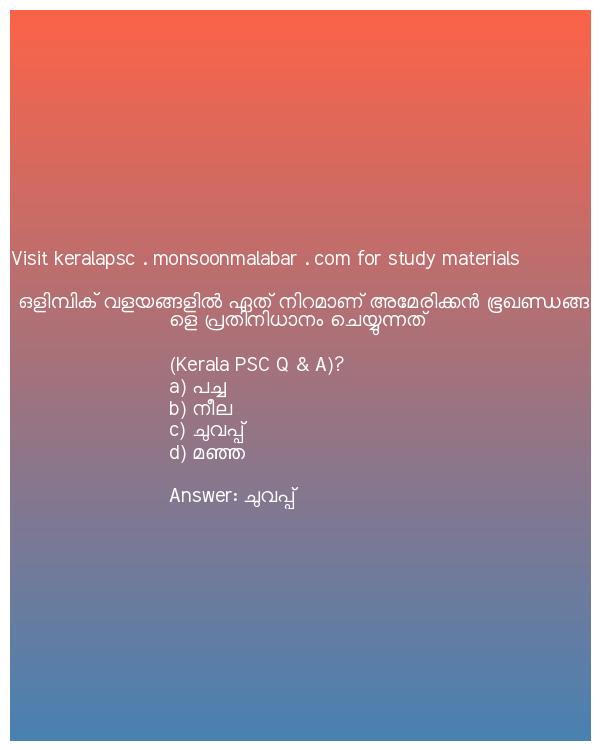 Visit keralapsc . monsoonmalabar . com for study materials
ഒളിമ്പിക് വളയങ്ങളിൽ ഏത് നിറമാണ് അമേരിക്കൻ ഭൂഖണ്ഡങ്ങ
ളെ പ്രതിനിധാനം ചെയ്യുന്നത്
(Kerala PSC Q & A)?
a) പച്ച
b) നീല
c) ചുവപ്പ്
d) മഞ്ഞ
Answer: ചുവപ്പ്